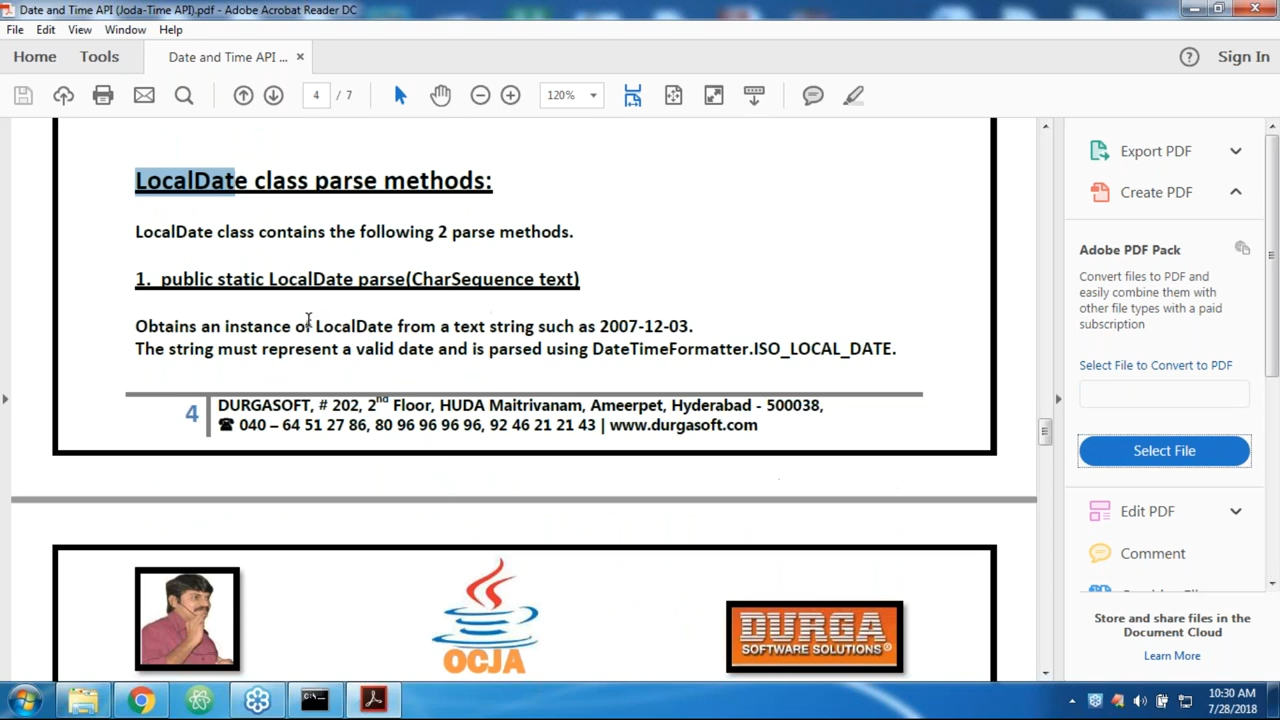 Date and Time API (Joda-Time API).pdf - Adobe Acrobat Reader DC
File Edit View Window Help
Home Tools Date and Time API ... × Sign In
4 / 7 120%
LocalDate class parse methods:
LocalDate class contains the following 2 parse methods.
1. public static LocalDate parse(CharSequence text)
Obtains an instance of LocalDate from a text string such as 2007-12-03.
The string must represent a valid date and is parsed using DateTimeFormatter.ISO_LOCAL_DATE.
4
DURGASOFT, # 202, 2nd Floor, HUDA Maitrivanam, Ameerpet, Hyderabad - 500038,
☎ 040 – 64 51 27 86, 80 96 96 96 96, 92 46 21 21 43 | www.durgasoft.com
OCJA
DURGA
SOFTWARE SOLUTIONS®
Export PDF
Create PDF
Adobe PDF Pack
Convert files to PDF and
easily combine them with
other file types with a paid
subscription
Select File to Convert to PDF
Select File
Edit PDF
Comment
Store and share files in the
Document Cloud
Learn More
10:30 AM
7/28/2018